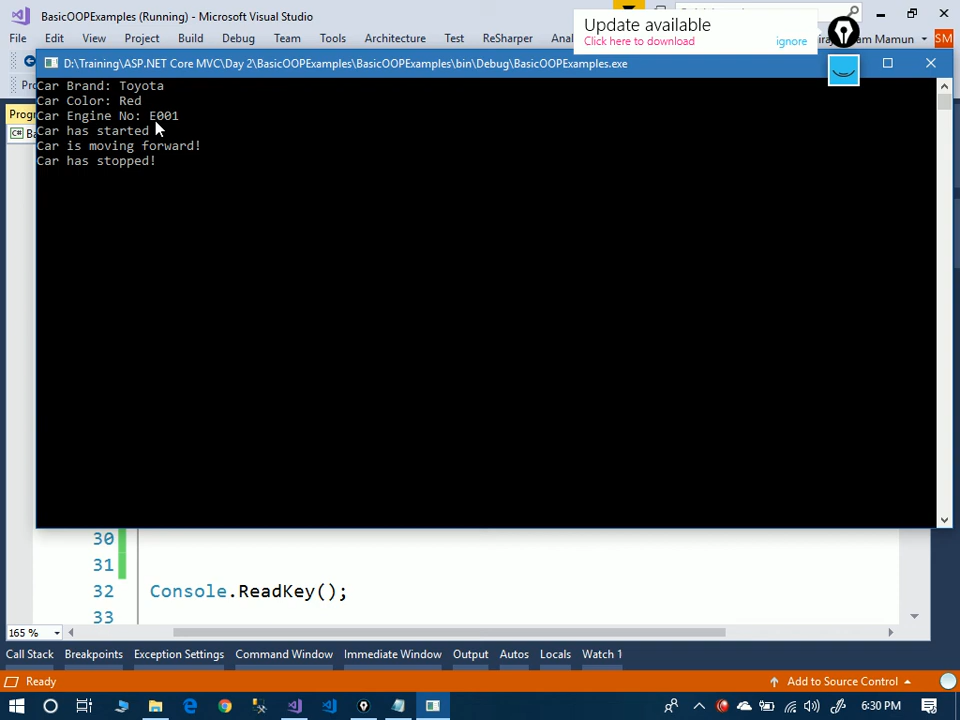 BasicOOPExamples (Running) - Microsoft Visual Studio
Update available
Click here to download ignore
File Edit View Project Build Debug Team Tools Architecture Test ReSharper Mamun SM
D:\Training\ASP.NET Core MVC\Day 2\BasicOOPExamples\BasicOOPExamples\bin\Debug\BasicOOPExamples.exe
Car Brand: Toyota
Car Color: Red
Car Engine No: E001
Car has started
Car is moving forward!
Car has stopped!
30
31
32 Console.ReadKey();
33
165 %
Call Stack Breakpoints Exception Settings Command Window Immediate Window Output Autos Locals Watch 1
Ready Add to Source Control
6:30 PM